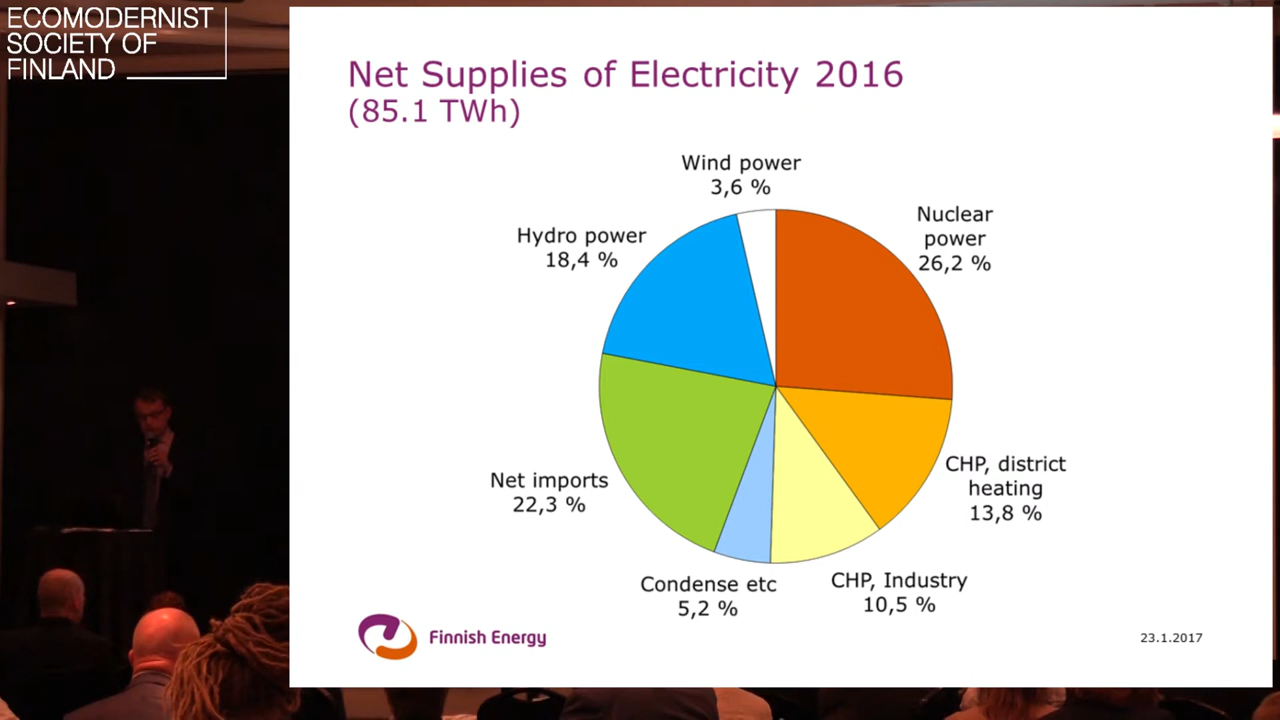 ECOMODERNIST
SOCIETY OF
FINLAND
Net Supplies of Electricity 2016
(85.1 TWh)
Wind power
3,6 %
Nuclear
power
26,2 %
Hydro power
18,4 %
CHP, district
heating
13,8 %
Net imports
22,3 %
CHP, Industry
10,5 %
Condense etc
5,2 %
Finnish Energy
23.1.2017